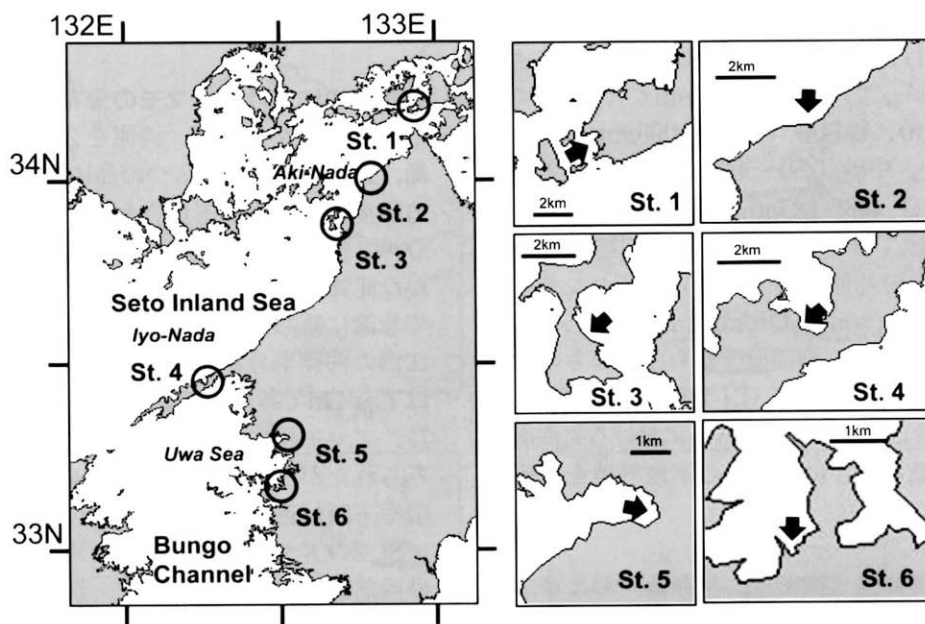 132E
133E
34N
33N
St. 1
Aki-Nada
St. 2
St. 3
Seto Inland Sea
Iyo-Nada
St. 4
Uwa Sea
St. 5
St. 6
Bungo
Channel
2km
St. 1
2km
St. 2
2km
St. 3
2km
St. 4
1km
St. 5
1km
St. 6